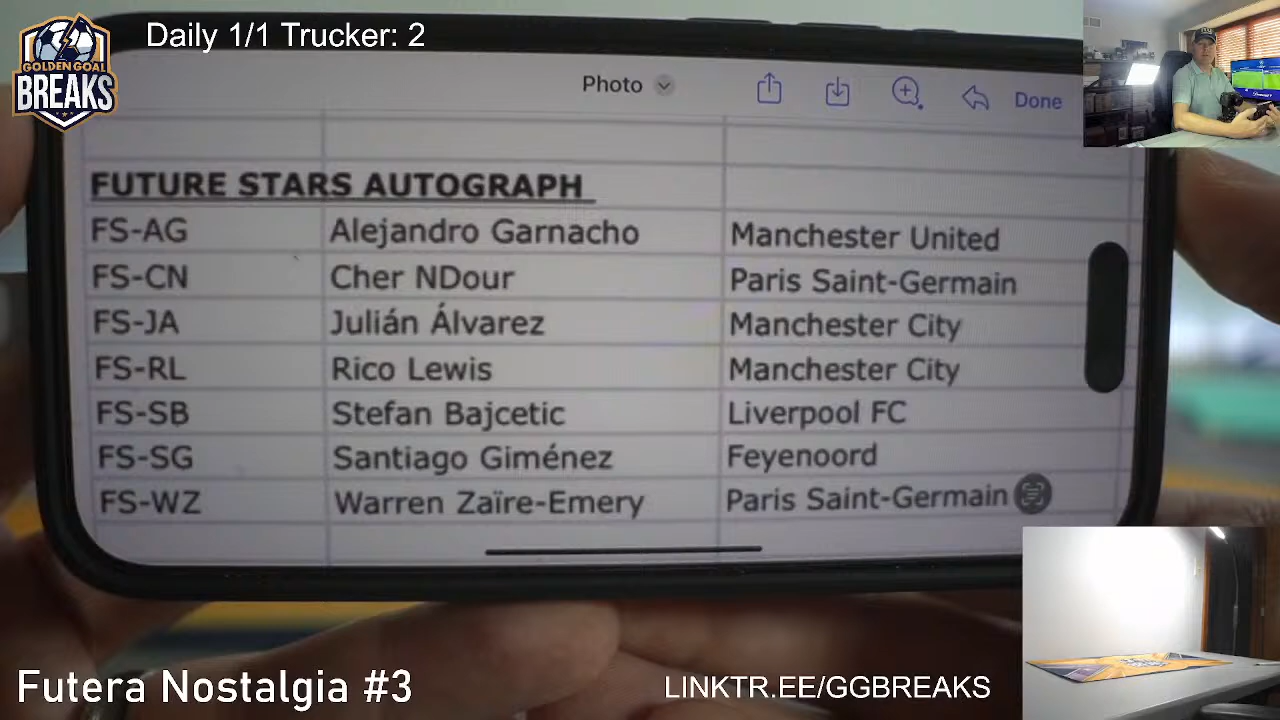 Daily 1/1 Trucker: 2
GOLDEN GOAL
BREAKS
Photo
Done
FUTURE STARS AUTOGRAPH
FS-AG Alejandro Garnacho Manchester United
FS-CN Cher NDour Paris Saint-Germain
FS-JA Julián Álvarez Manchester City
FS-RL Rico Lewis Manchester City
FS-SB Stefan Bajcetic Liverpool FC
FS-SG Santiago Giménez Feyenoord
FS-WZ Warren Zaïre-Emery Paris Saint-Germain
Futera Nostalgia #3
LINKTR.EE/GGBREAKS